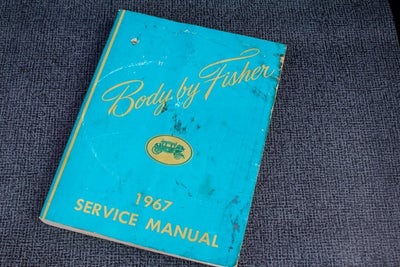 Body by Fisher
1967
SERVICE MANUAL